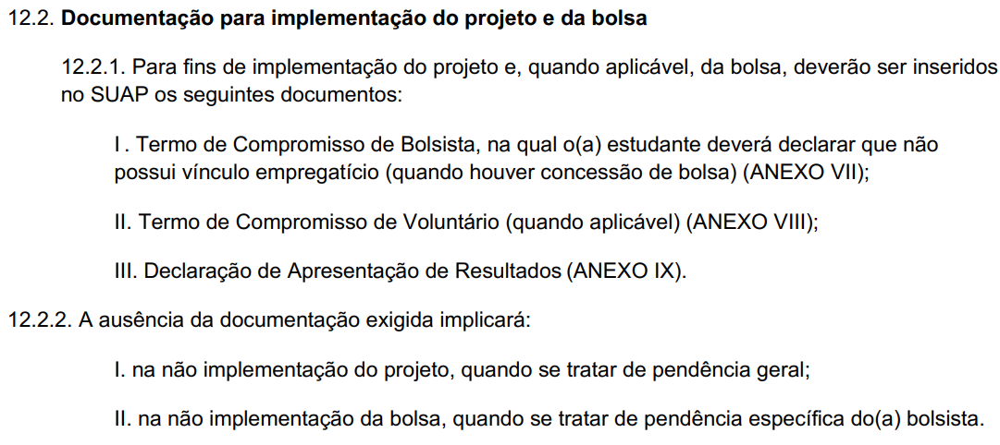 12.2. Documentação para implementação do projeto e da bolsa
12.2.1. Para fins de implementação do projeto e, quando aplicável, da bolsa, deverão ser inseridos
no SUAP os seguintes documentos:
I . Termo de Compromisso de Bolsista, na qual o(a) estudante deverá declarar que não
possui vínculo empregatício (quando houver concessão de bolsa) (ANEXO VII);
II. Termo de Compromisso de Voluntário (quando aplicável) (ANEXO VIII);
III. Declaração de Apresentação de Resultados (ANEXO IX).
12.2.2. A ausência da documentação exigida implicará:
I. na não implementação do projeto, quando se tratar de pendência geral;
II. na não implementação da bolsa, quando se tratar de pendência específica do(a) bolsista.